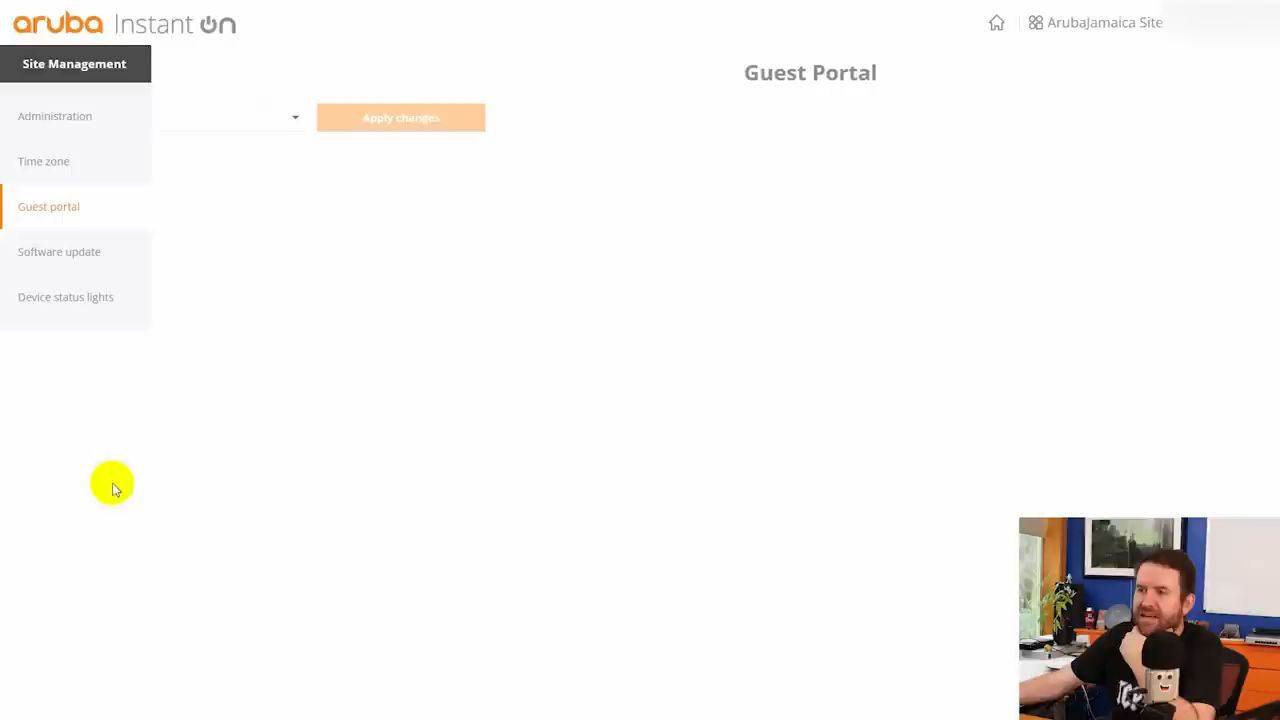 aruba Instant On
ArubaJamaica Site
Site Management
Guest Portal
Administration
Apply changes
Time zone
Guest portal
Software update
Device status lights